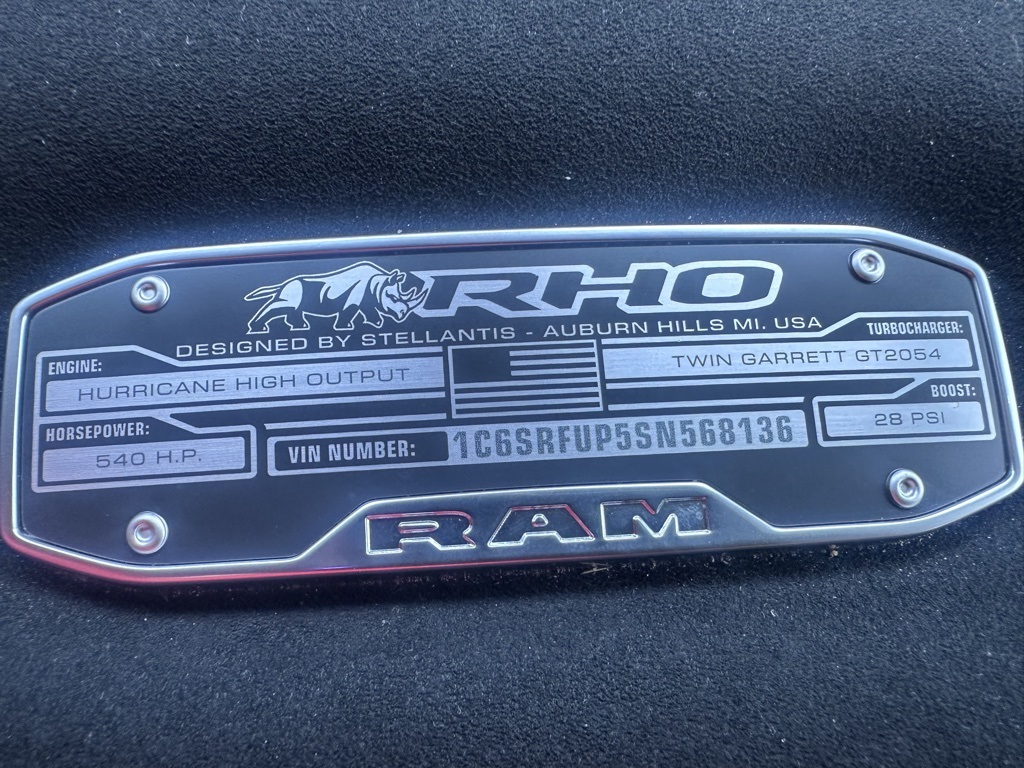 RHO
DESIGNED BY STELLANTIS - AUBURN HILLS MI. USA
ENGINE:
HURRICANE HIGH OUTPUT
TURBOCHARGER:
TWIN GARRETT GT2054
HORSEPOWER:
540 H.P.
VIN NUMBER: 1C6SRFUP5SN568136
BOOST:
28 PSI
RAM